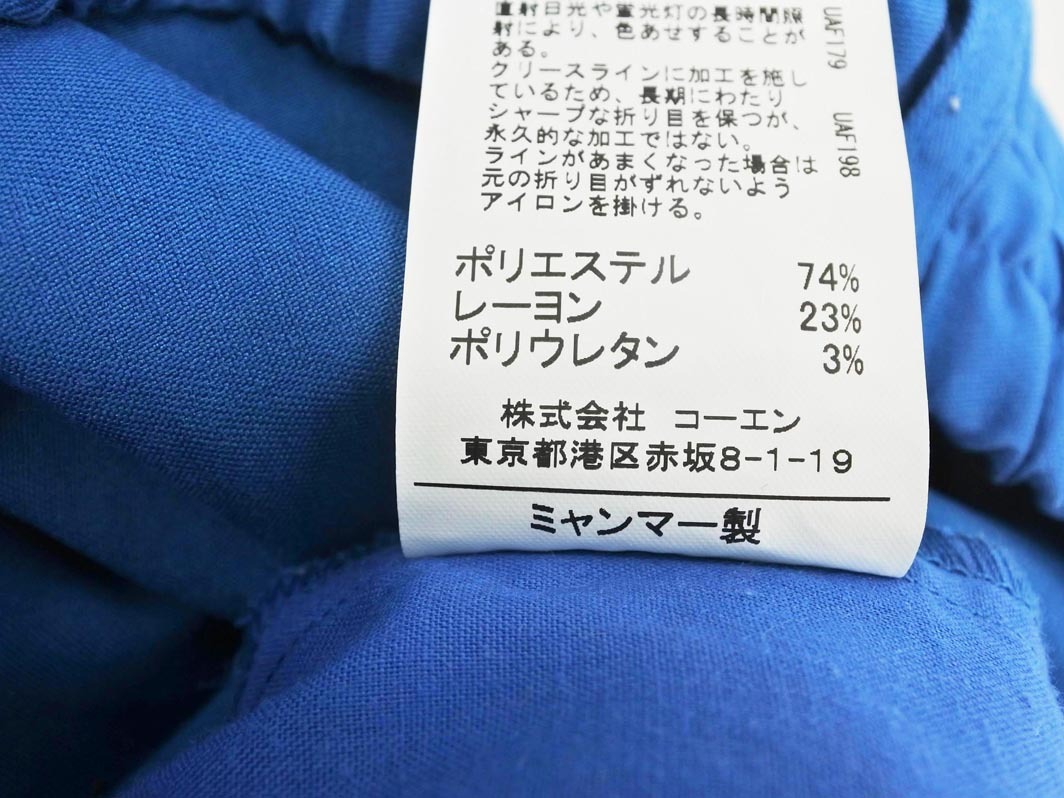 直射日光や蛍光灯の長時間照
射により、色あせすることが
ある。
クリースラインに加工を施し
ているため、長期にわたり
シャープな折り目を保つが、
永久的な加工ではない。
ラインがあまくなった場合は
元の折り目がずれないよう
アイロンを掛ける。
UAF179
UAF198
ポリエステル 74%
レーヨン 23%
ポリウレタン 3%
株式会社 コーエン
東京都港区赤坂8-1-19
ミャンマー製